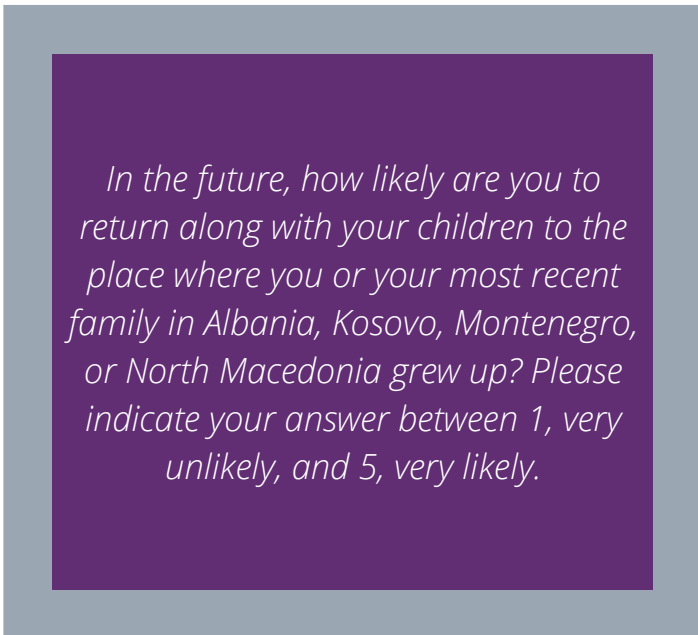 In the future, how likely are you to
return along with your children to the
place where you or your most recent
family in Albania, Kosovo, Montenegro,
or North Macedonia grew up? Please
indicate your answer between 1, very
unlikely, and 5, very likely.